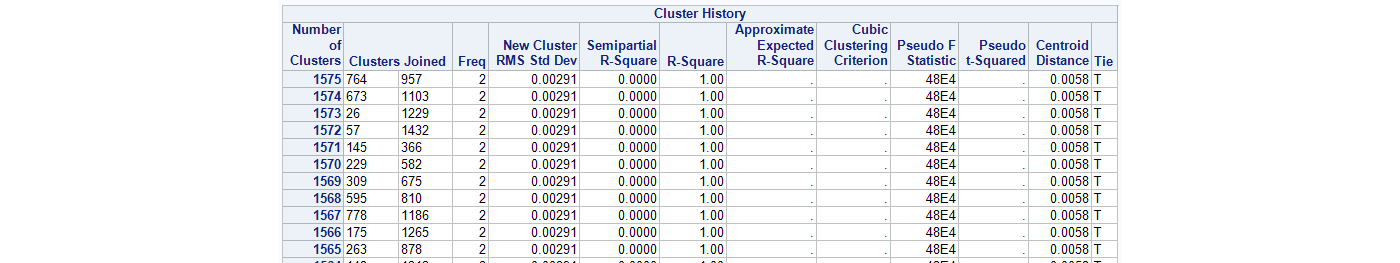 Cluster History
Number of Clusters Clusters Joined Freq New Cluster RMS Std Dev Semipartial R-Square R-Square Approximate Expected R-Square Cubic Clustering Criterion Pseudo F Statistic Pseudo t-Squared Centroid Distance Tie
1575 764 957 2 0.00291 0.0000 1.00 . . 48E4 . 0.0058 T
1574 673 1103 2 0.00291 0.0000 1.00 . . 48E4 . 0.0058 T
1573 26 1229 2 0.00291 0.0000 1.00 . . 48E4 . 0.0058 T
1572 57 1432 2 0.00291 0.0000 1.00 . . 48E4 . 0.0058 T
1571 145 366 2 0.00291 0.0000 1.00 . . 48E4 . 0.0058 T
1570 229 582 2 0.00291 0.0000 1.00 . . 48E4 . 0.0058 T
1569 309 675 2 0.00291 0.0000 1.00 . . 48E4 . 0.0058 T
1568 595 810 2 0.00291 0.0000 1.00 . . 48E4 . 0.0058 T
1567 778 1186 2 0.00291 0.0000 1.00 . . 48E4 . 0.0058 T
1566 175 1265 2 0.00291 0.0000 1.00 . . 48E4 . 0.0058 T
1565 263 878 2 0.00291 0.0000 1.00 . . 48E4 . 0.0058 T